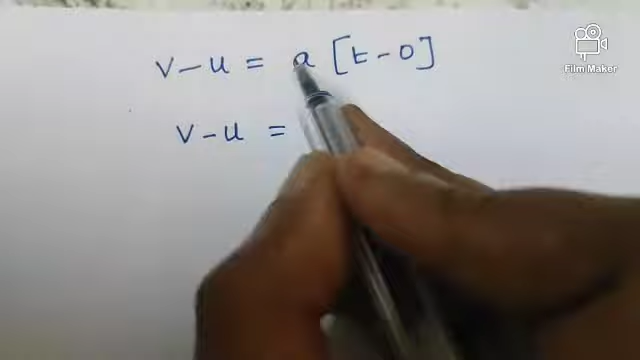 v - u = a [t - 0]
v - u =
Film Maker